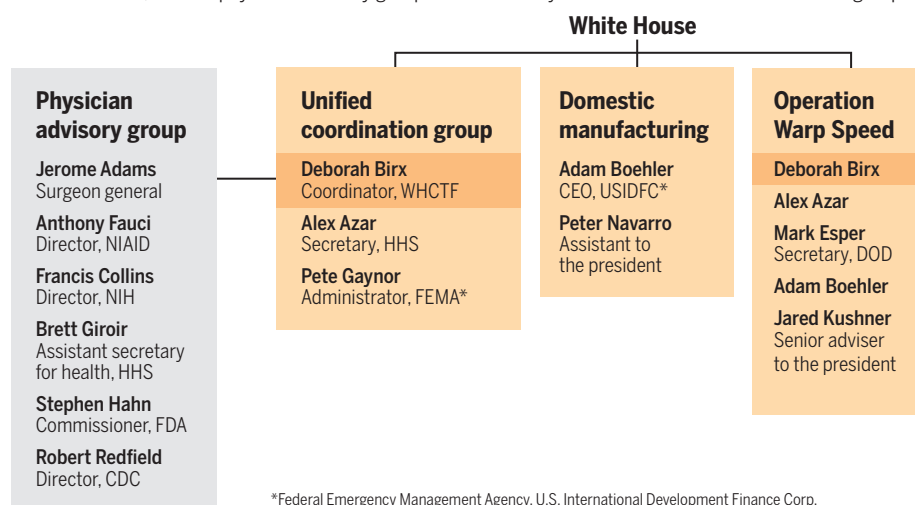 White House
Physician
advisory group
Jerome Adams
Surgeon general
Anthony Fauci
Director, NIAID
Francis Collins
Director, NIH
Brett Giroir
Assistant secretary
for health, HHS
Stephen Hahn
Commissioner, FDA
Robert Redfield
Director, CDC
Unified
coordination group
Deborah Birx
Coordinator, WHCTF
Alex Azar
Secretary, HHS
Pete Gaynor
Administrator, FEMA*
Domestic
manufacturing
Adam Boehler
CEO, USIDFC*
Peter Navarro
Assistant to
the president
Operation
Warp Speed
Deborah Birx
Alex Azar
Mark Esper
Secretary, DOD
Adam Boehler
Jared Kushner
Senior adviser
to the president
*Federal Emergency Management Agency, U.S. International Development Finance Corp.